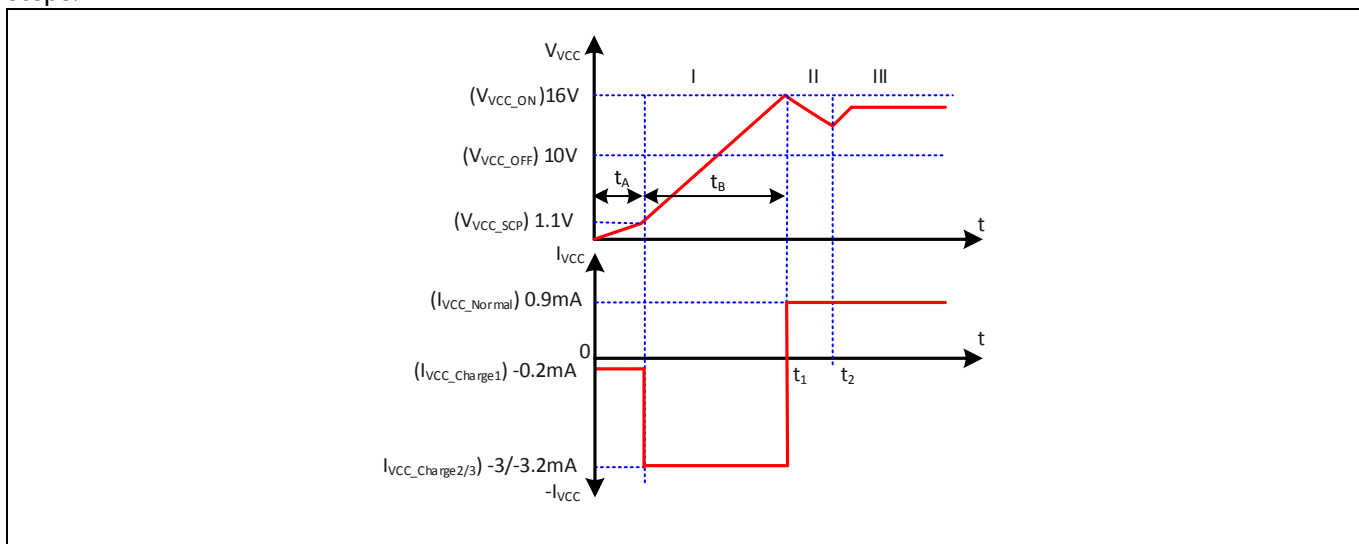 V_VCC
I II III
(V_VCC_ON)16V
(V_VCC_OFF) 10V
t_A t_B
(V_VCC_SCP) 1.1V
t
I_VCC
(I_VCC_Normal) 0.9mA
t
0
(I_VCC_Charge1) -0.2mA
t_1 t_2
I_VCC_Charge2/3) -3/-3.2mA
-I_VCC